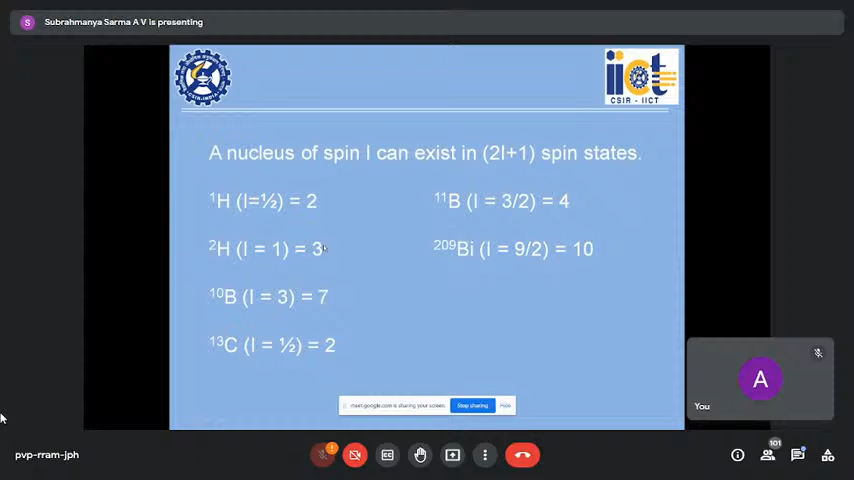 S Subrahmanya Sarma A V is presenting
iict
CSIR - IICT
A nucleus of spin I can exist in (2I+1) spin states.
¹H (I=½) = 2
¹¹B (I = 3/2) = 4
²H (I = 1) = 3
²⁰⁹Bi (I = 9/2) = 10
¹⁰B (I = 3) = 7
¹³C (I = ½) = 2
meet.google.com is sharing your screen.
Stop sharing
Hide
A
You
pvp-rram-jph
101